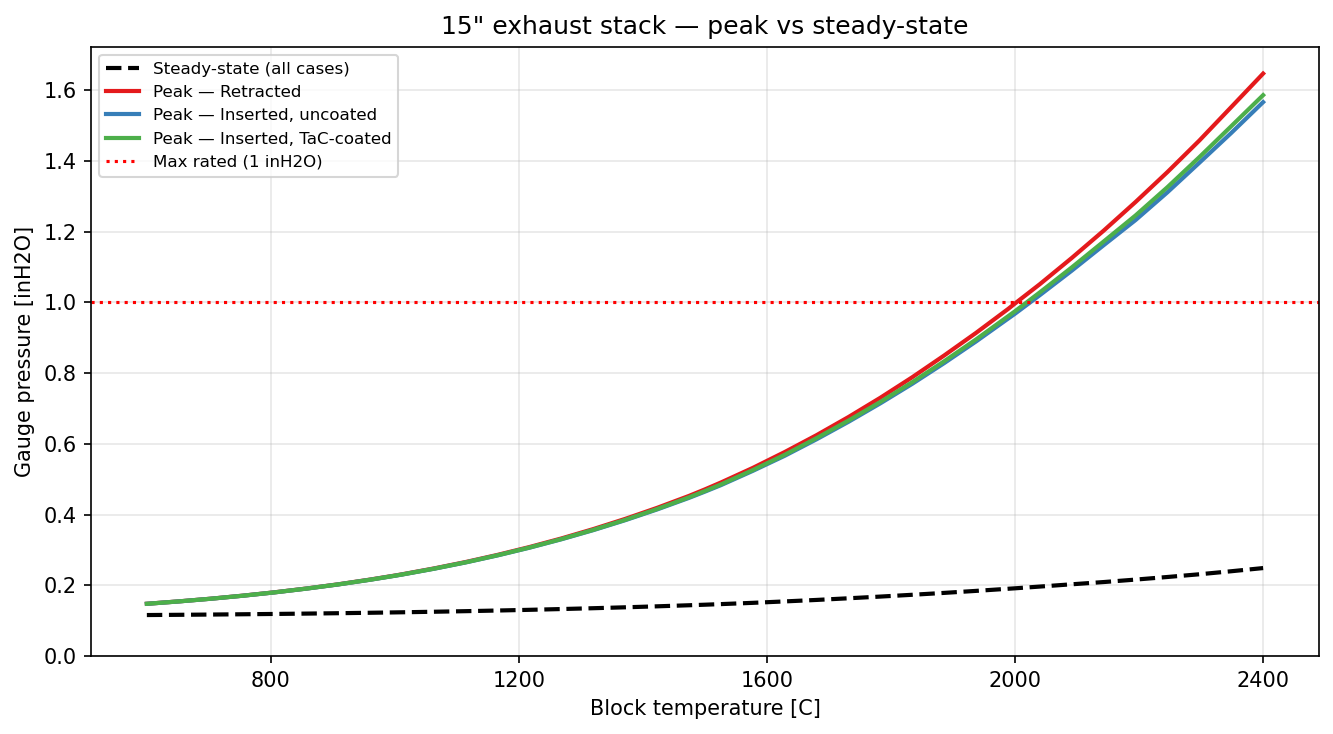 15" exhaust stack — peak vs steady-state
Steady-state (all cases)
Peak — Retracted
Peak — Inserted, uncoated
Peak — Inserted, TaC-coated
Max rated (1 inH2O)
Gauge pressure [inH2O]
1.6
1.4
1.2
1.0
0.8
0.6
0.4
0.2
0.0
800
1200
1600
2000
2400
Block temperature [C]